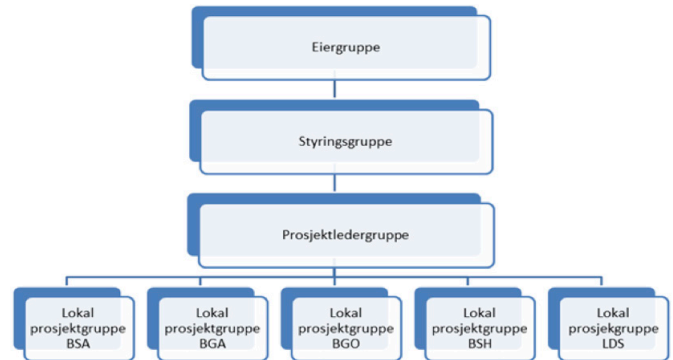 Eiergruppe
Styringsgruppe
Prosjektledergruppe
Lokal
prosjektgruppe
BSA
Lokal
prosjektgruppe
BGA
Lokal
prosjektgruppe
BGO
Lokal
prosjektgruppe
BSH
Lokal
prosjekgruppe
LDS